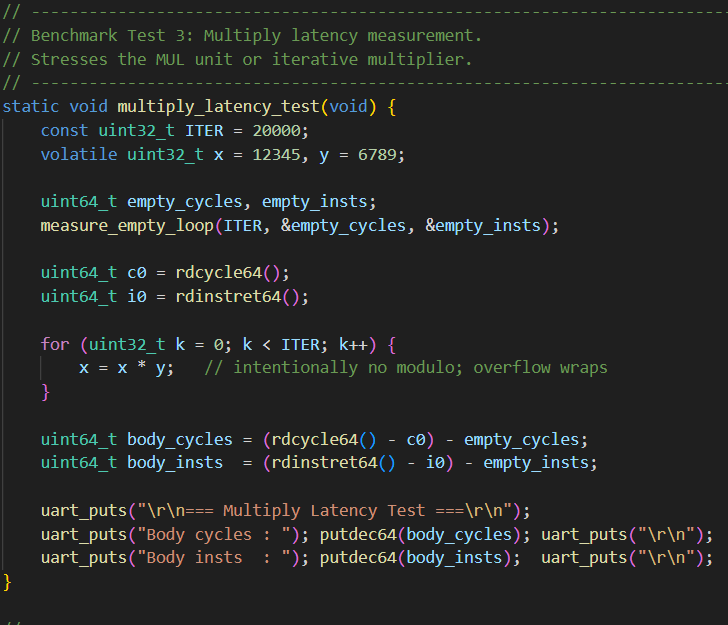 // -----------------------------------------------------------------------
// Benchmark Test 3: Multiply latency measurement.
// Stresses the MUL unit or iterative multiplier.
// -----------------------------------------------------------------------
static void multiply_latency_test(void) {
    const uint32_t ITER = 20000;
    volatile uint32_t x = 12345, y = 6789;

    uint64_t empty_cycles, empty_insts;
    measure_empty_loop(ITER, &empty_cycles, &empty_insts);

    uint64_t c0 = rdcycle64();
    uint64_t i0 = rdinstret64();

    for (uint32_t k = 0; k < ITER; k++) {
        x = x * y;   // intentionally no modulo; overflow wraps
    }

    uint64_t body_cycles = (rdcycle64() - c0) - empty_cycles;
    uint64_t body_insts  = (rdinstret64() - i0) - empty_insts;

    uart_puts("\r\n=== Multiply Latency Test ===\r\n");
    uart_puts("Body cycles : "); putdec64(body_cycles); uart_puts("\r\n");
    uart_puts("Body insts  : "); putdec64(body_insts);  uart_puts("\r\n");
}
//